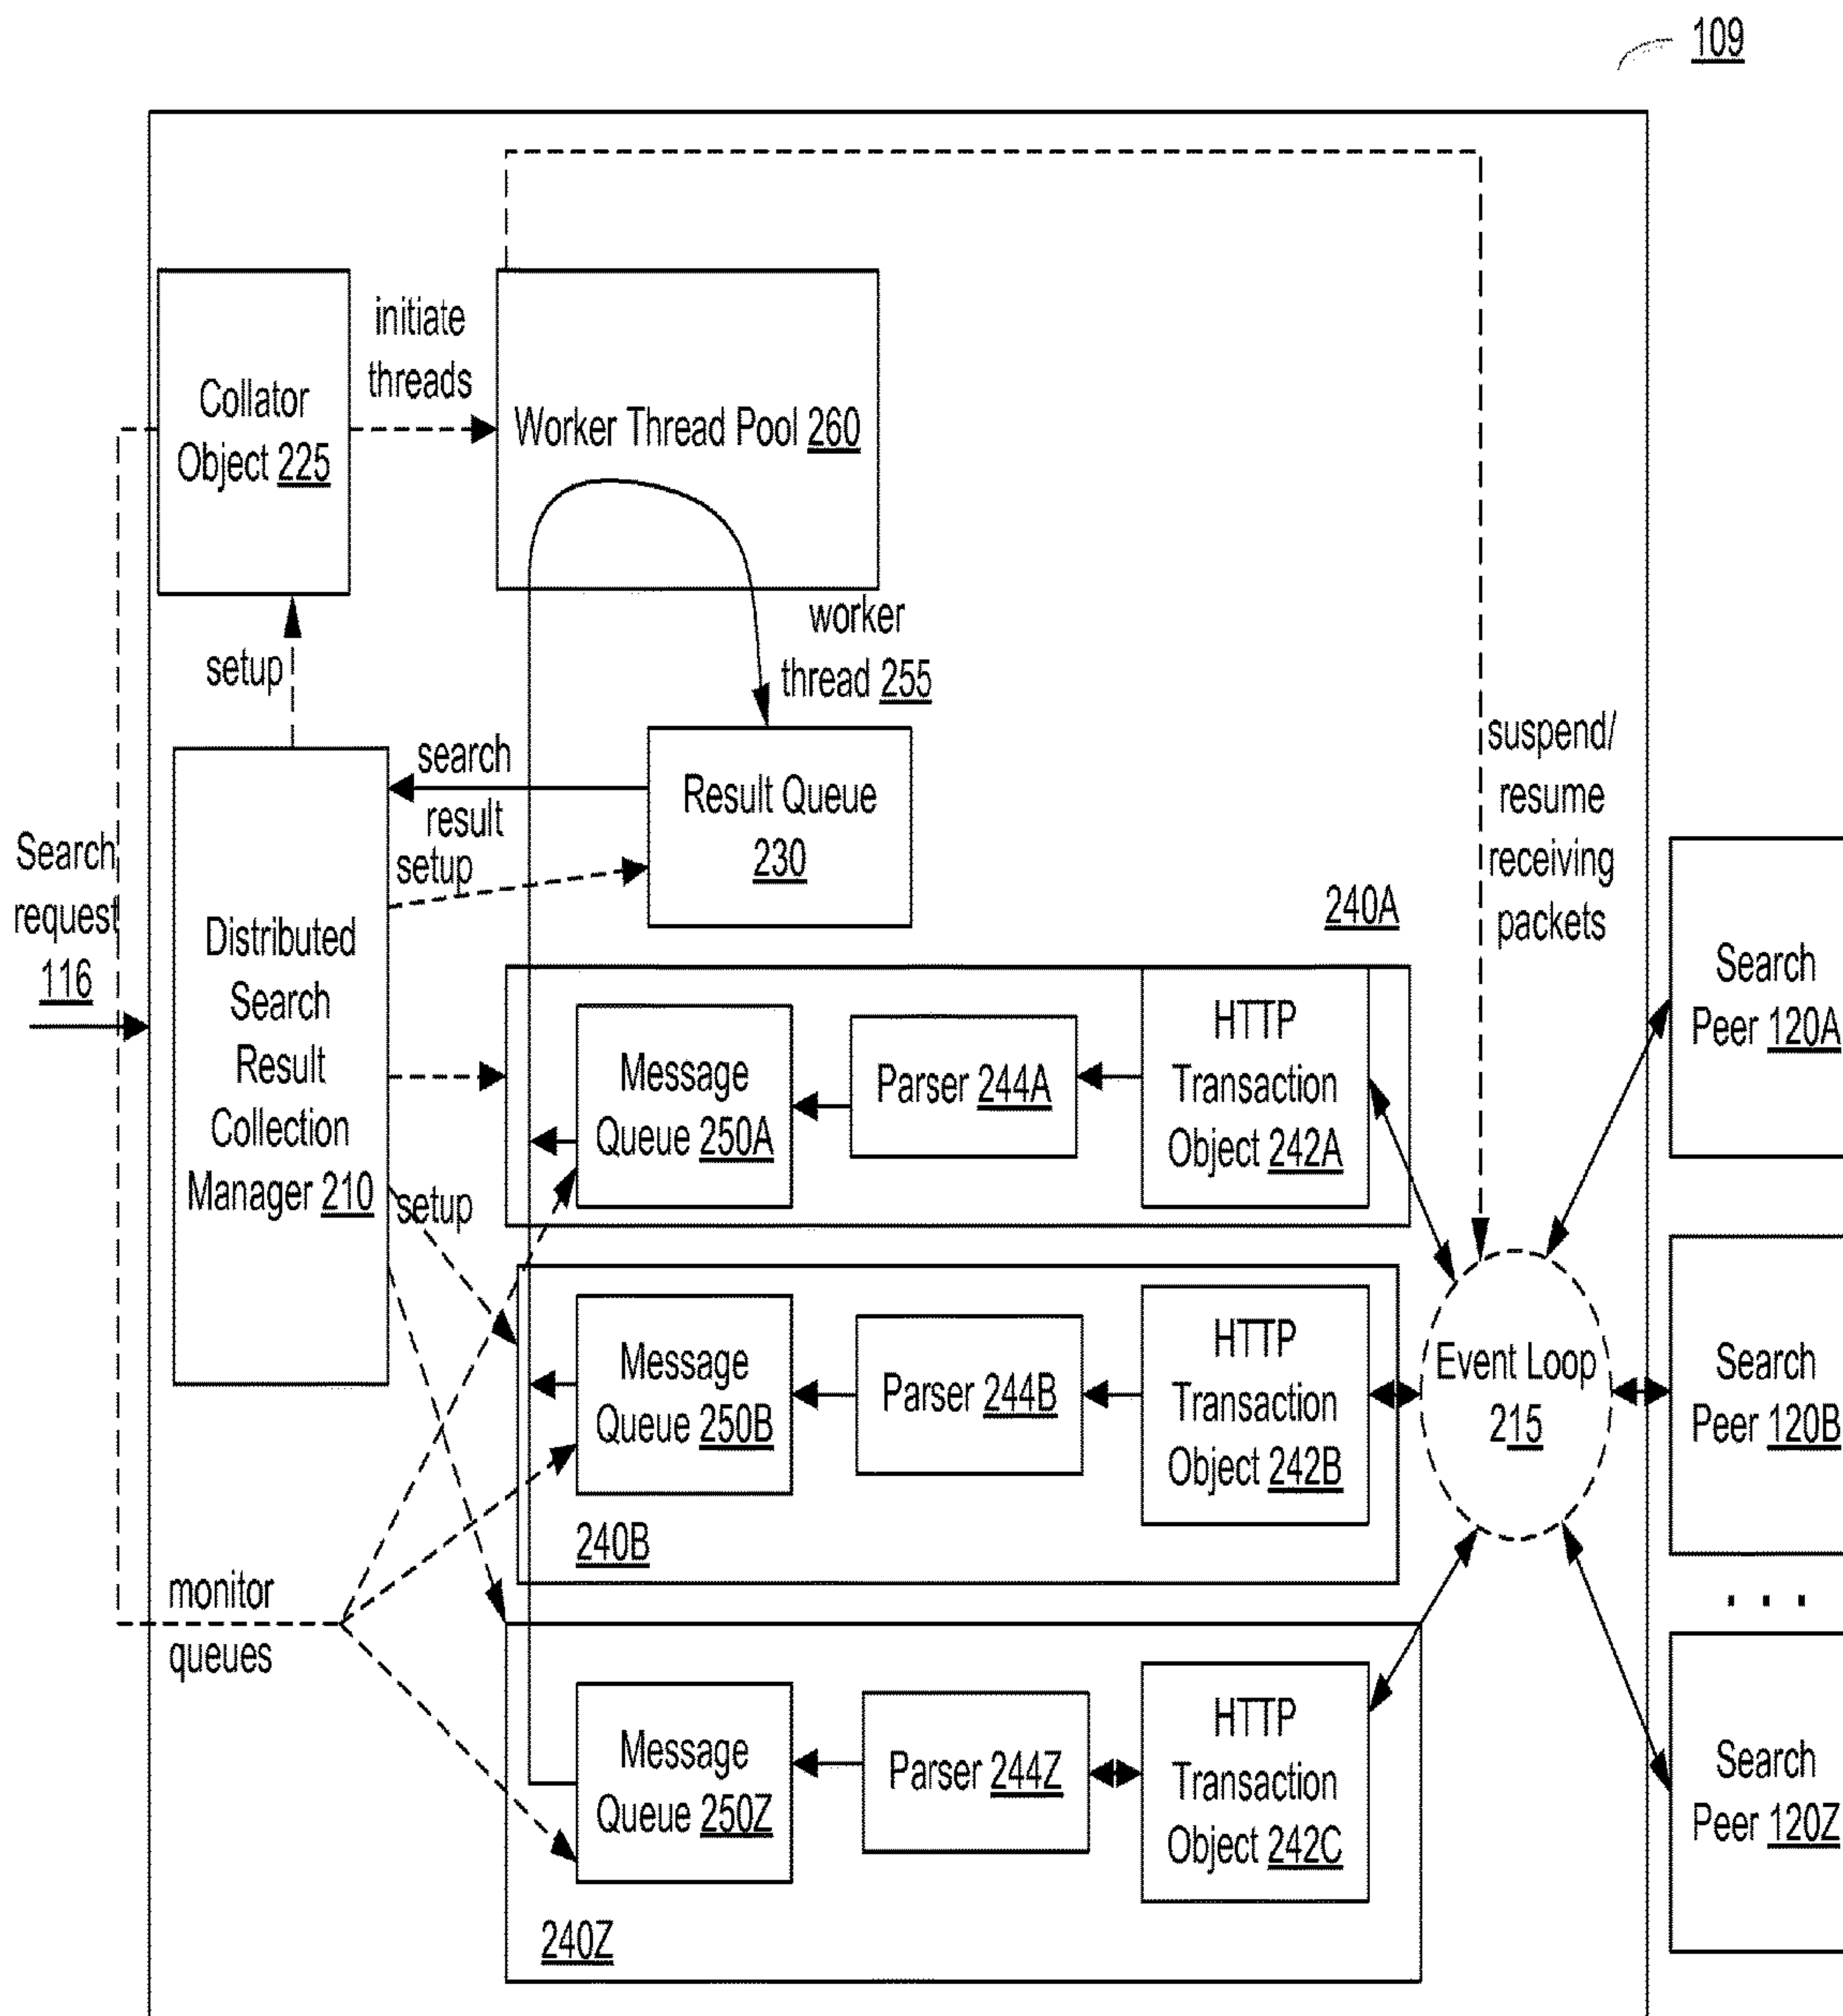 109
initiate
threads
Collator
Object 225
Worker Thread Pool 260
worker
thread 255
setup
search
result
Result Queue
230
setup
suspend/
resume
receiving
packets
Search
request
116
Distributed
Search
Result
Collection
Manager 210
240A
Message
Queue 250A
Parser 244A
HTTP
Transaction
Object 242A
Search
Peer 120A
setup
Message
Queue 250B
Parser 244B
HTTP
Transaction
Object 242B
240B
Event Loop
215
Search
Peer 120B
. . .
monitor
queues
Message
Queue 250Z
Parser 244Z
HTTP
Transaction
Object 242C
240Z
Search
Peer 120Z